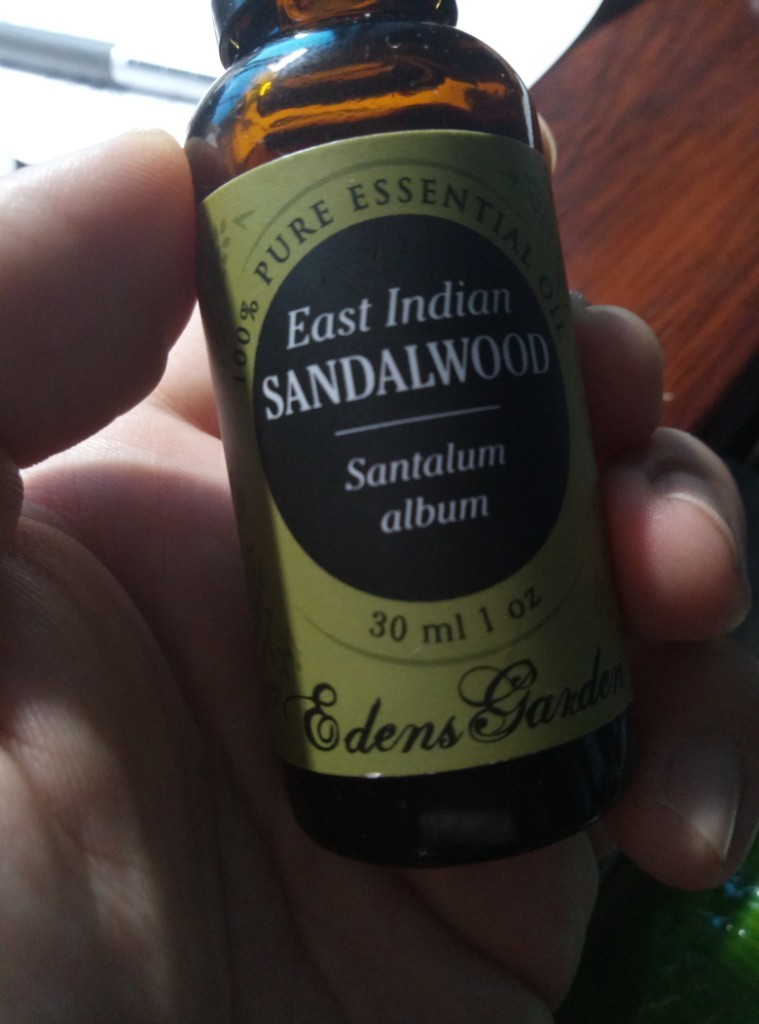 100% PURE ESSENTIAL OIL
East Indian
SANDALWOOD
Santalum
album
30 ml 1 oz
Edens Garden